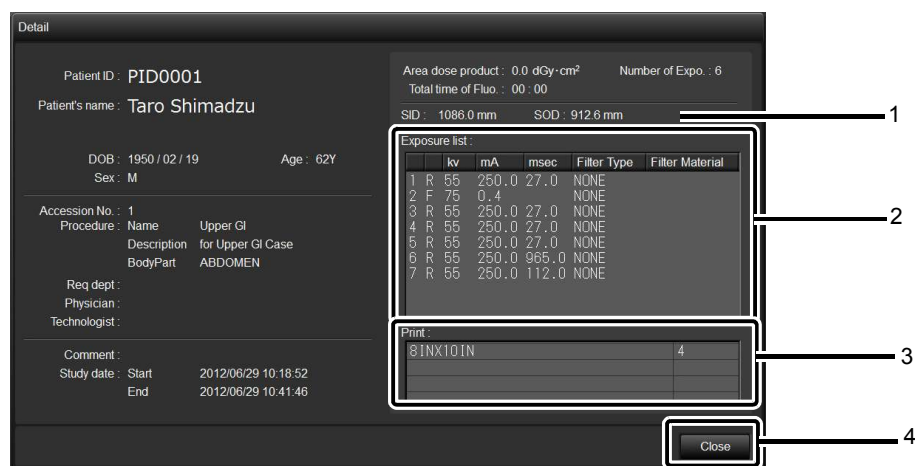 Detail
Patient ID : PID0001
Patient's name : Taro Shimadzu
DOB : 1950 / 02 / 19 Age : 62Y
Sex : M
Accession No. : 1
Procedure : Name Upper GI
Description for Upper GI Case
BodyPart ABDOMEN
Req dept :
Physician :
Technologist :
Comment :
Study date : Start 2012/06/29 10:18:52
End 2012/06/29 10:41:46
Area dose product : 0.0 dGy·cm² Number of Expo. : 6
Total time of Fluo. : 00 : 00
SID : 1086.0 mm SOD : 912.6 mm
1
Exposure list :
kv mA msec Filter Type Filter Material
1 R 55 250.0 27.0 NONE
2 F 75 0.4 NONE
3 R 55 250.0 27.0 NONE
4 R 55 250.0 27.0 NONE
5 R 55 250.0 27.0 NONE
6 R 55 250.0 965.0 NONE
7 R 55 250.0 112.0 NONE
2
Print :
8INX10IN 4
3
Close
4